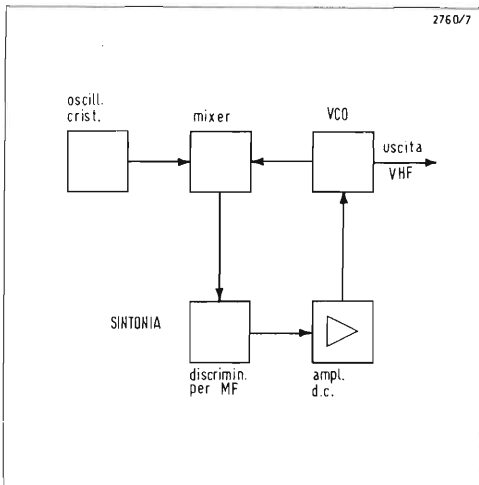 2760/7
oscill.
crist.
mixer
VCO
uscita
VHF
SINTONIA
discrimin.
per MF
ampl.
d.c.